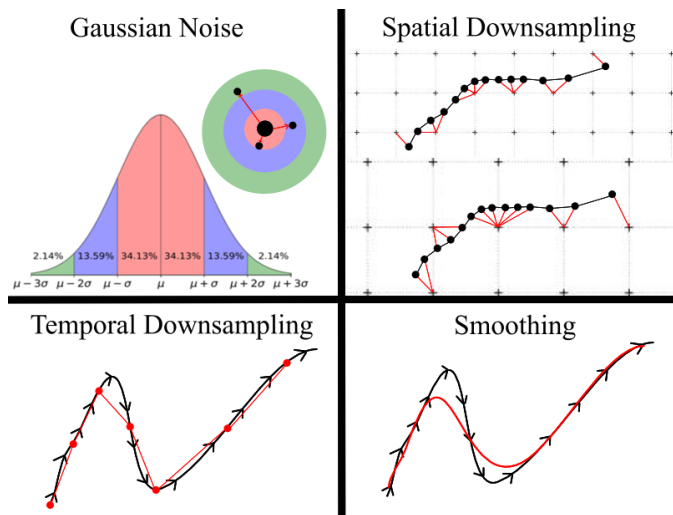 Gaussian Noise
2.14% 13.59% 34.13% 34.13% 13.59% 2.14%
μ − 3σ μ − 2σ μ − σ μ μ + σ μ + 2σ μ + 3σ
Spatial Downsampling
Temporal Downsampling
Smoothing